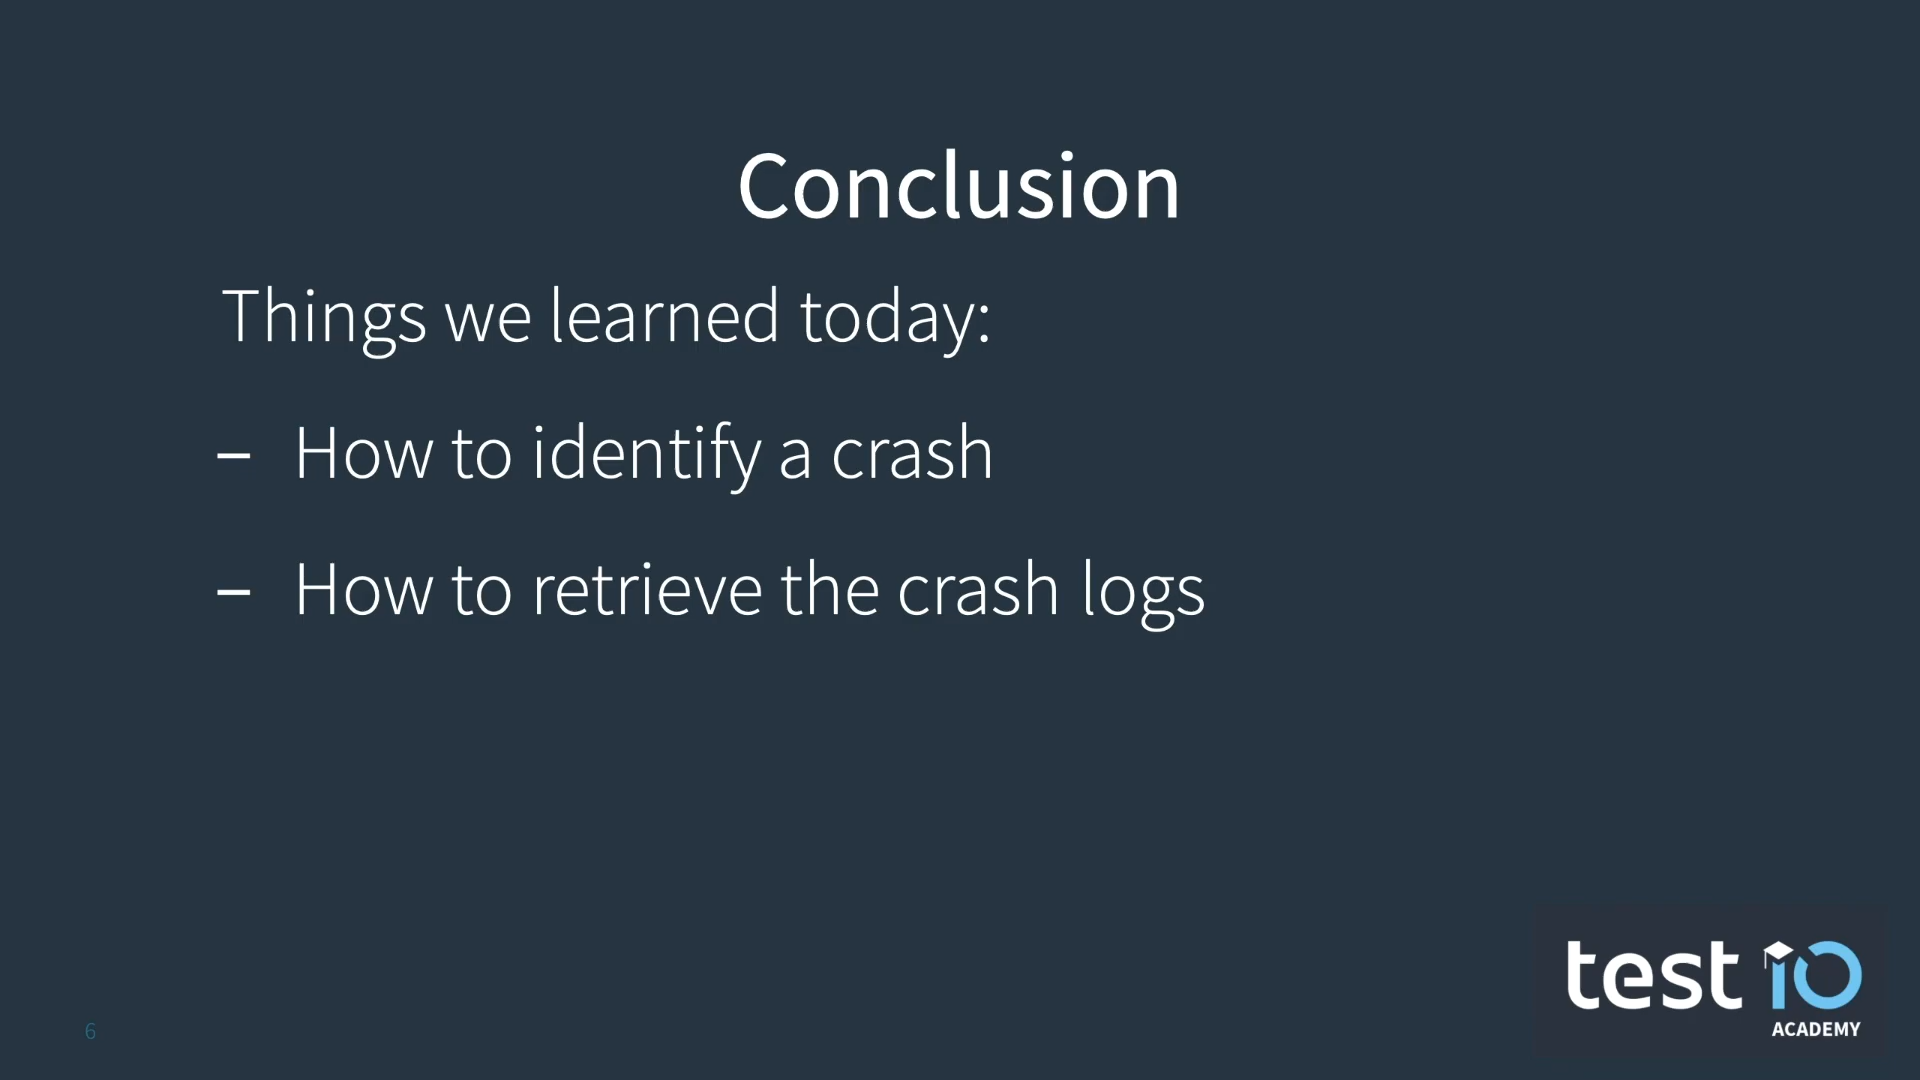 Conclusion
Things we learned today:
– How to identify a crash
– How to retrieve the crash logs
6
test iO
ACADEMY